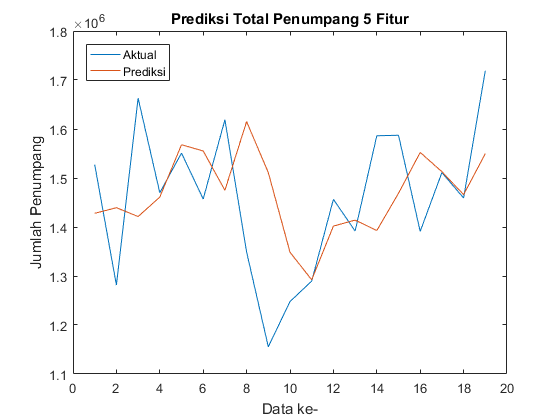 Prediksi Total Penumpang 5 Fitur
×10⁶
1.8
1.7
1.6
1.5
1.4
1.3
1.2
1.1
Jumlah Penumpang
Aktual
Prediksi
0 2 4 6 8 10 12 14 16 18 20
Data ke-